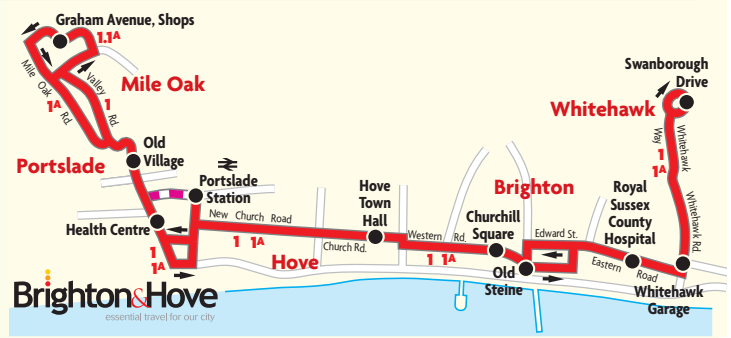 Graham Avenue, Shops
1.1A
Mile Oak Rd.
Valley Rd.
1A
1
Mile Oak
Old
Village
Portslade
Portslade
Station
Health Centre
New Church Road
1 1A
1
1A
Hove
Town
Hall
Church Rd.
Hove
Western Rd.
1 1A
Churchill
Square
Brighton
Edward St.
Old
Steine
Royal
Sussex
County
Hospital
Eastern Road
Swanborough
Drive
Whitehawk
Whitehawk Way
1
1A
Whitehawk Rd.
Whitehawk
Garage
Brighton&Hove
essential travel for our city